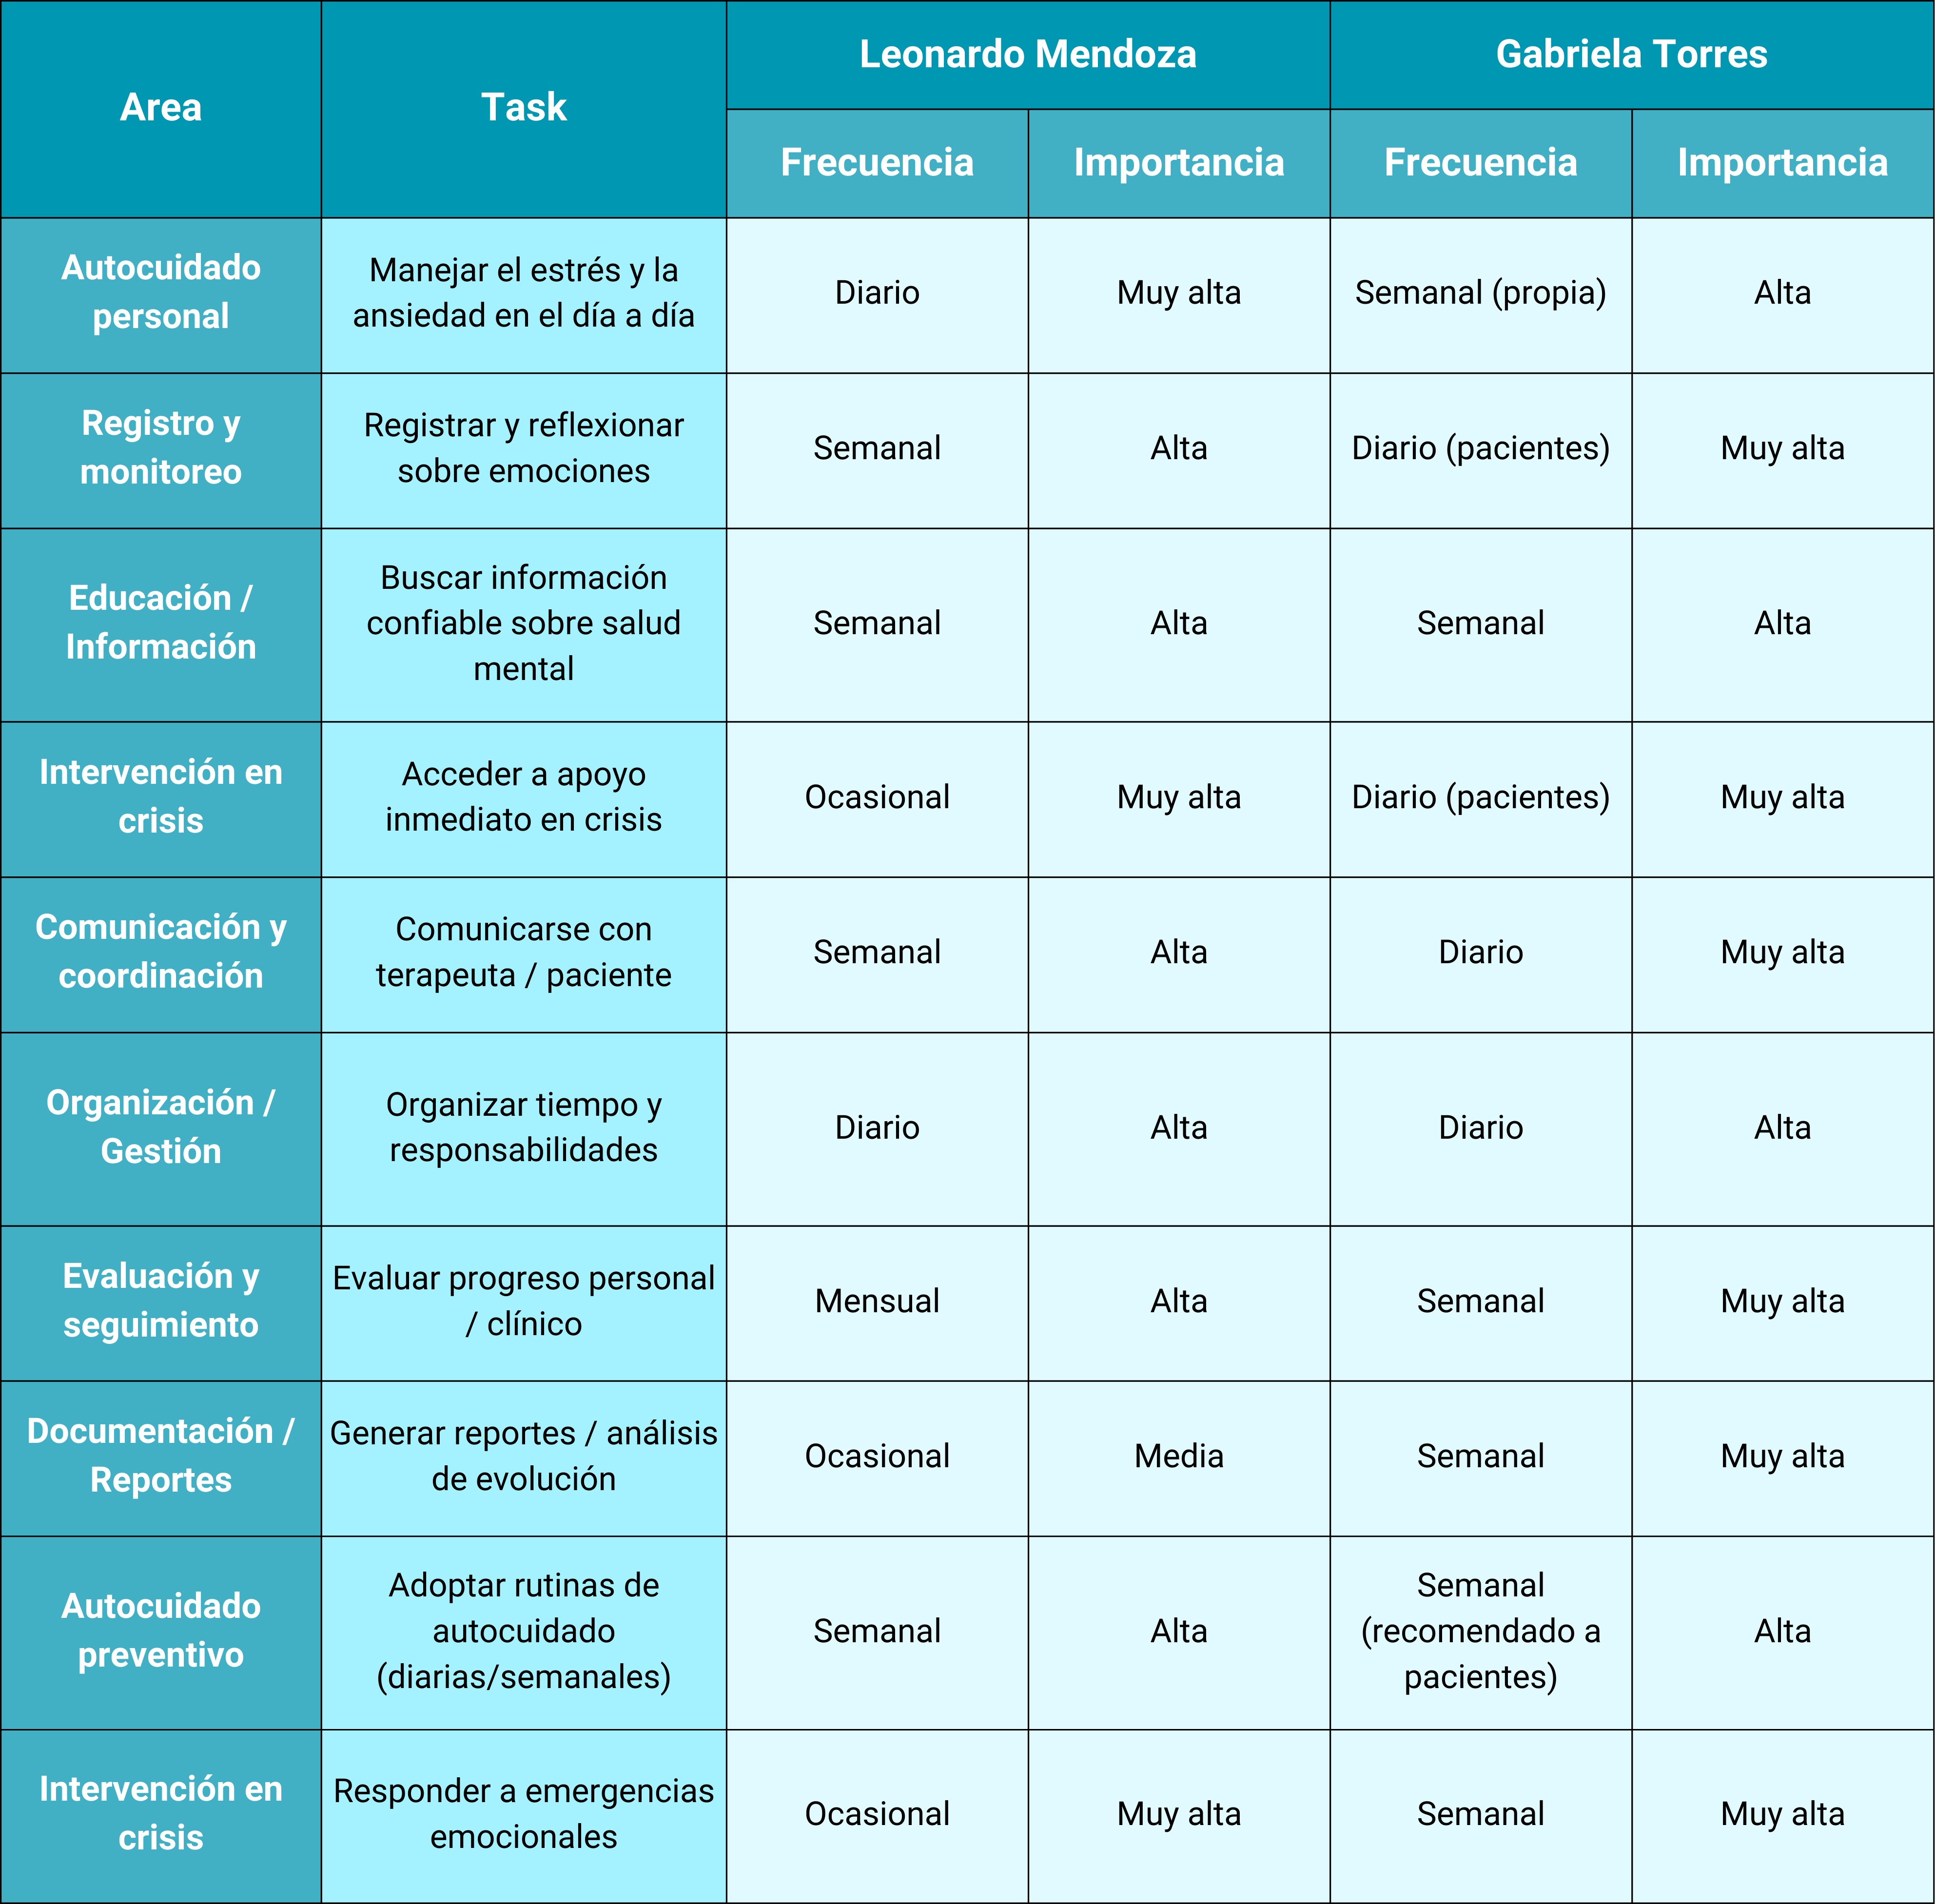 Area
Task
Leonardo Mendoza
Gabriela Torres
Frecuencia
Importancia
Frecuencia
Importancia
Autocuidado
personal
Manejar el estrés y la
ansiedad en el día a día
Diario
Muy alta
Semanal (propia)
Alta
Registro y
monitoreo
Registrar y reflexionar
sobre emociones
Semanal
Alta
Diario (pacientes)
Muy alta
Educación /
Información
Buscar información
confiable sobre salud
mental
Semanal
Alta
Semanal
Alta
Intervención en
crisis
Acceder a apoyo
inmediato en crisis
Ocasional
Muy alta
Diario (pacientes)
Muy alta
Comunicación y
coordinación
Comunicarse con
terapeuta / paciente
Semanal
Alta
Diario
Muy alta
Organización /
Gestión
Organizar tiempo y
responsabilidades
Diario
Alta
Diario
Alta
Evaluación y
seguimiento
Evaluar progreso personal
/ clínico
Mensual
Alta
Semanal
Muy alta
Documentación /
Reportes
Generar reportes / análisis
de evolución
Ocasional
Media
Semanal
Muy alta
Autocuidado
preventivo
Adoptar rutinas de
autocuidado
(diarias/semanales)
Semanal
Alta
Semanal
(recomendado a
pacientes)
Alta
Intervención en
crisis
Responder a emergencias
emocionales
Ocasional
Muy alta
Semanal
Muy alta